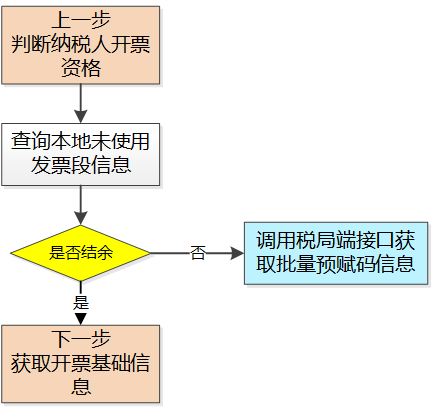 上一步
判断纳税人开票
资格
查询本地未使用
发票段信息
是否结余
否
调用税局端接口获
取批量预赋码信息
是
下一步
获取开票基础信
息